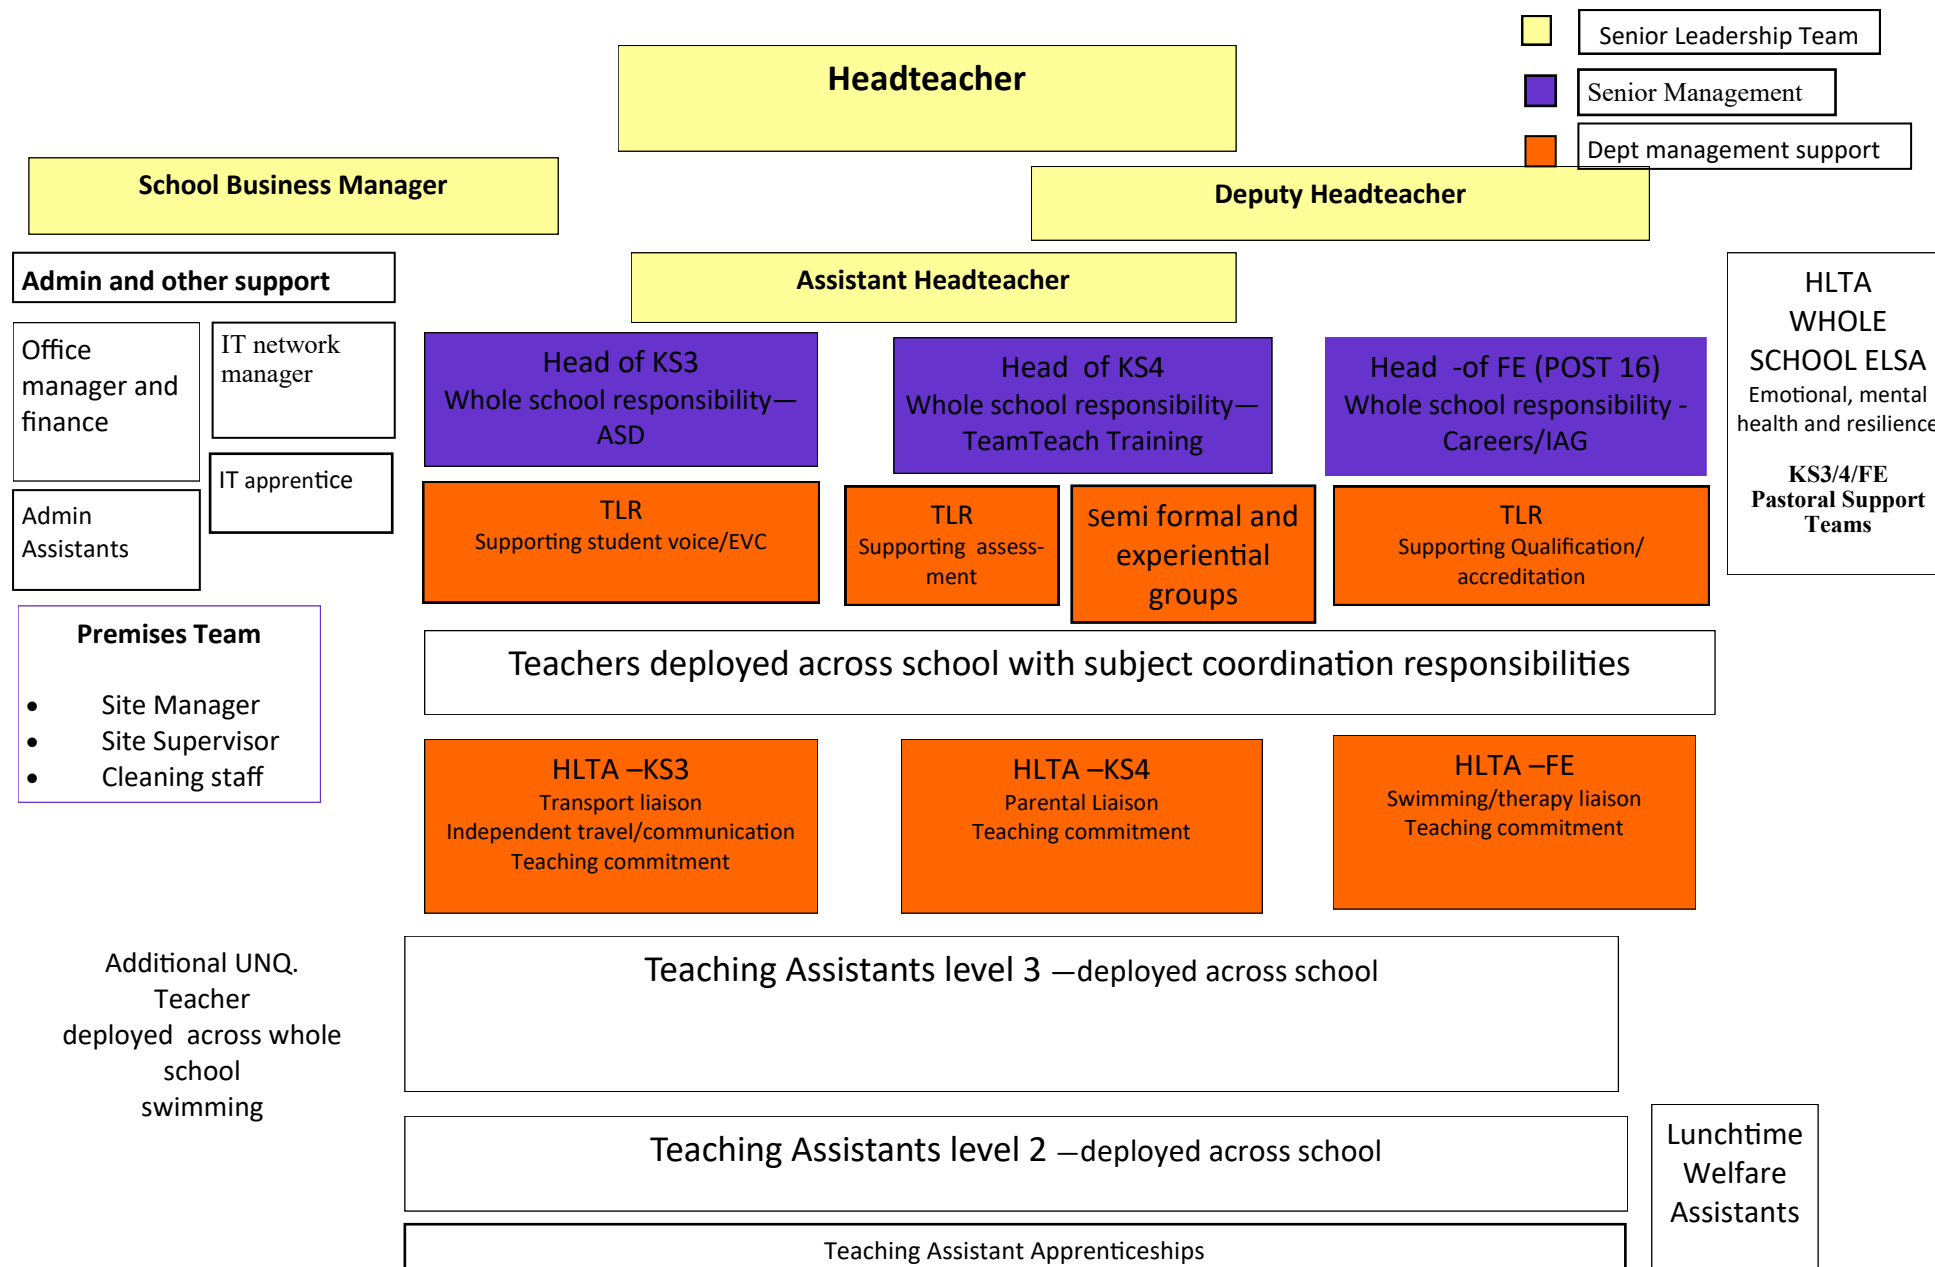 Senior Leadership Team
Senior Management
Dept management support
Headteacher
School Business Manager
Deputy Headteacher
Admin and other support
Assistant Headteacher
Office
manager and
finance
IT network
manager
IT apprentice
Admin
Assistants
Head of KS3
Whole school responsibility—
ASD
Head of KS4
Whole school responsibility—
TeamTeach Training
Head -of FE (POST 16)
Whole school responsibility -
Careers/IAG
HLTA
WHOLE
SCHOOL ELSA
Emotional, mental
health and resilience
KS3/4/FE
Pastoral Support
Teams
TLR
Supporting student voice/EVC
TLR
Supporting assess-
ment
semi formal and
experiential
groups
TLR
Supporting Qualification/
accreditation
Premises Team
• Site Manager
• Site Supervisor
• Cleaning staff
Teachers deployed across school with subject coordination responsibilities
HLTA –KS3
Transport liaison
Independent travel/communication
Teaching commitment
HLTA –KS4
Parental Liaison
Teaching commitment
HLTA –FE
Swimming/therapy liaison
Teaching commitment
Additional UNQ.
Teacher
deployed across whole
school
swimming
Teaching Assistants level 3 —deployed across school
Teaching Assistants level 2 —deployed across school
Lunchtime
Welfare
Assistants
Teaching Assistant Apprenticeships